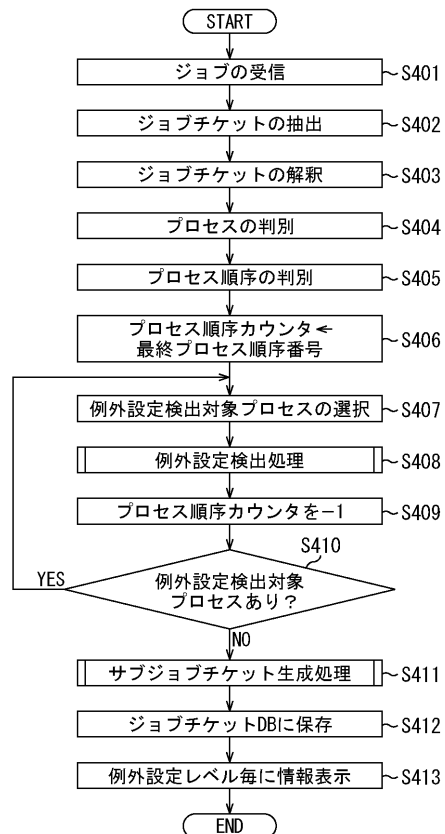 START
ジョブの受信 S401
ジョブチケットの抽出 S402
ジョブチケットの解釈 S403
プロセスの判別 S404
プロセス順序の判別 S405
プロセス順序カウンタ←
最終プロセス順序番号 S406
例外設定検出対象プロセスの選択 S407
例外設定検出処理 S408
プロセス順序カウンタを-1 S409
S410
YES
例外設定検出対象
プロセスあり?
NO
サブジョブチケット生成処理 S411
ジョブチケットDBに保存 S412
例外設定レベル毎に情報表示 S413
END